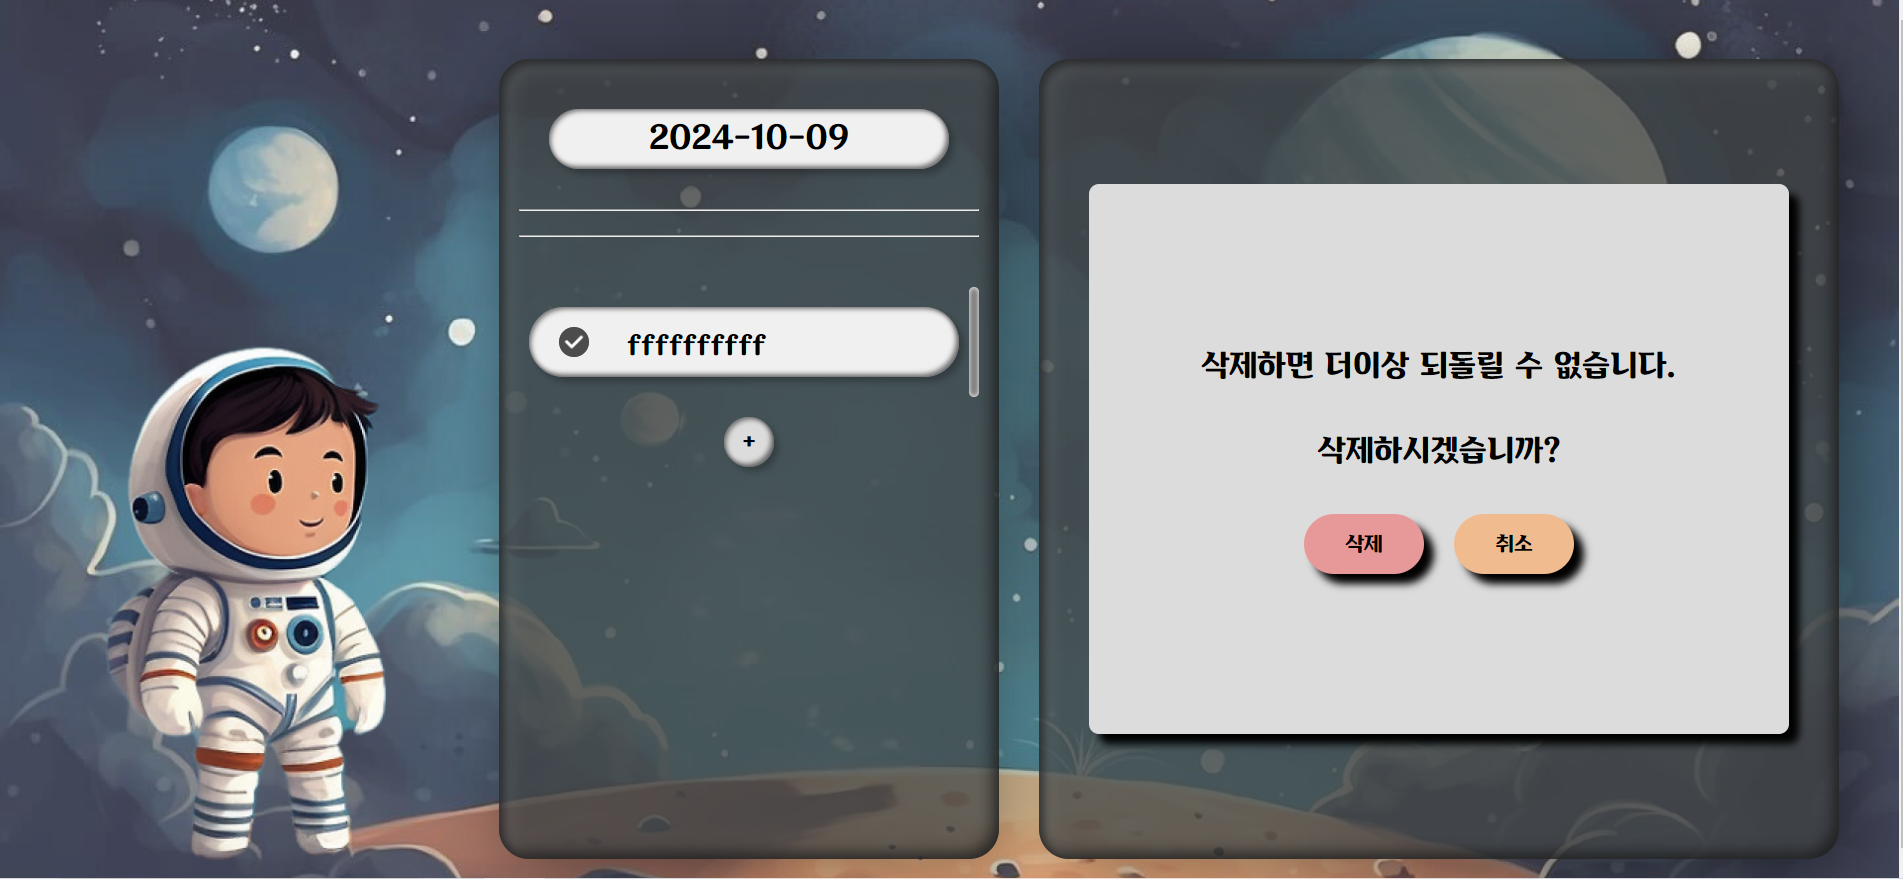 2024-10-09
ffffffffff
+
삭제하면 더이상 되돌릴 수 없습니다.
삭제하시겠습니까?
삭제 취소